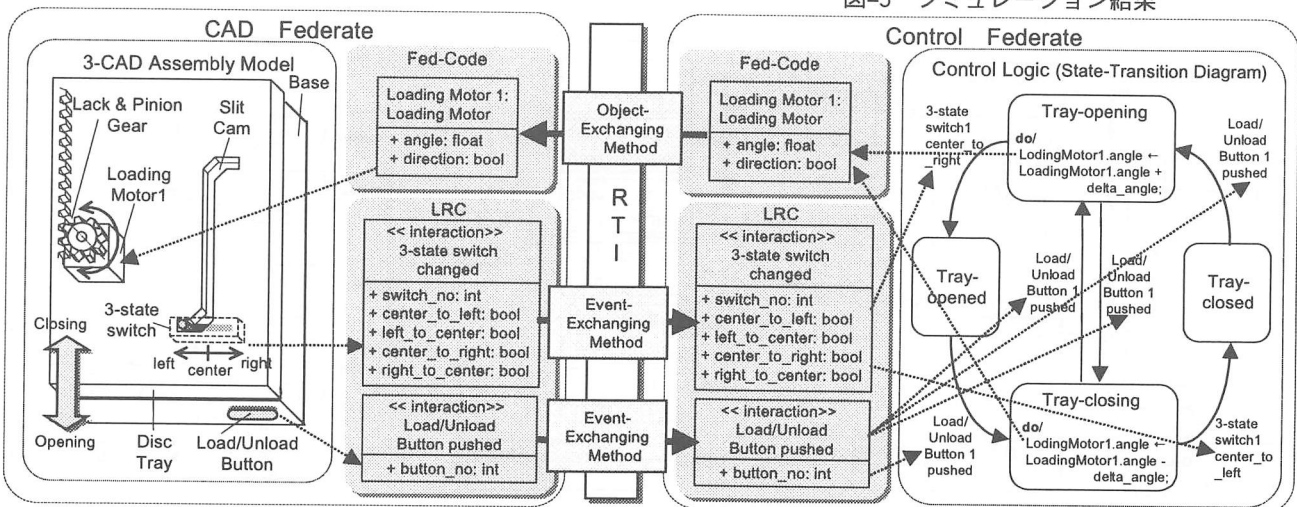 図-5 シミュレーション結果
CAD Federate
3-CAD Assembly Model
Base
Lack & Pinion
Gear
Slit
Cam
Loading
Motor1
3-state
switch
Closing
left
center
right
Opening
Disc
Tray
Load/Unload
Button
Fed-Code
Loading Motor 1:
Loading Motor
+ angle: float
+ direction: bool
LRC
<< interaction>>
3-state switch
changed
+ switch_no: int
+ center_to_left: bool
+ left_to_center: bool
+ center_to_right: bool
+ right_to_center: bool
<< interaction>>
Load/Unload
Button pushed
+ button_no: int
Object-
Exchanging
Method
R
T
I
Event-
Exchanging
Method
Event-
Exchanging
Method
Control Federate
Fed-Code
Loading Motor 1:
Loading Motor
+ angle: float
+ direction: bool
LRC
<< interaction>>
3-state switch
changed
+ switch_no: int
+ center_to_left: bool
+ left_to_center: bool
+ center_to_right: bool
+ right_to_center: bool
<< interaction>>
Load/Unload
Button pushed
+ button_no: int
Control Logic (State-Transition Diagram)
3-state
switch1
center_to
_right
Tray-opening
do/
LodingMotor1.angle ←
LoadingMotor1.angle +
delta_angle;
Load/
Unload
Button 1
pushed
Tray-
opened
Load/
Unload
Button 1
pushed
Load/
Unload
Button 1
pushed
Tray-
closed
Load/
Unload
Button 1
pushed
Tray-closing
do/
LodingMotor1.angle ←
LoadingMotor1.angle -
delta_angle;
3-state
switch1
center_to
_left